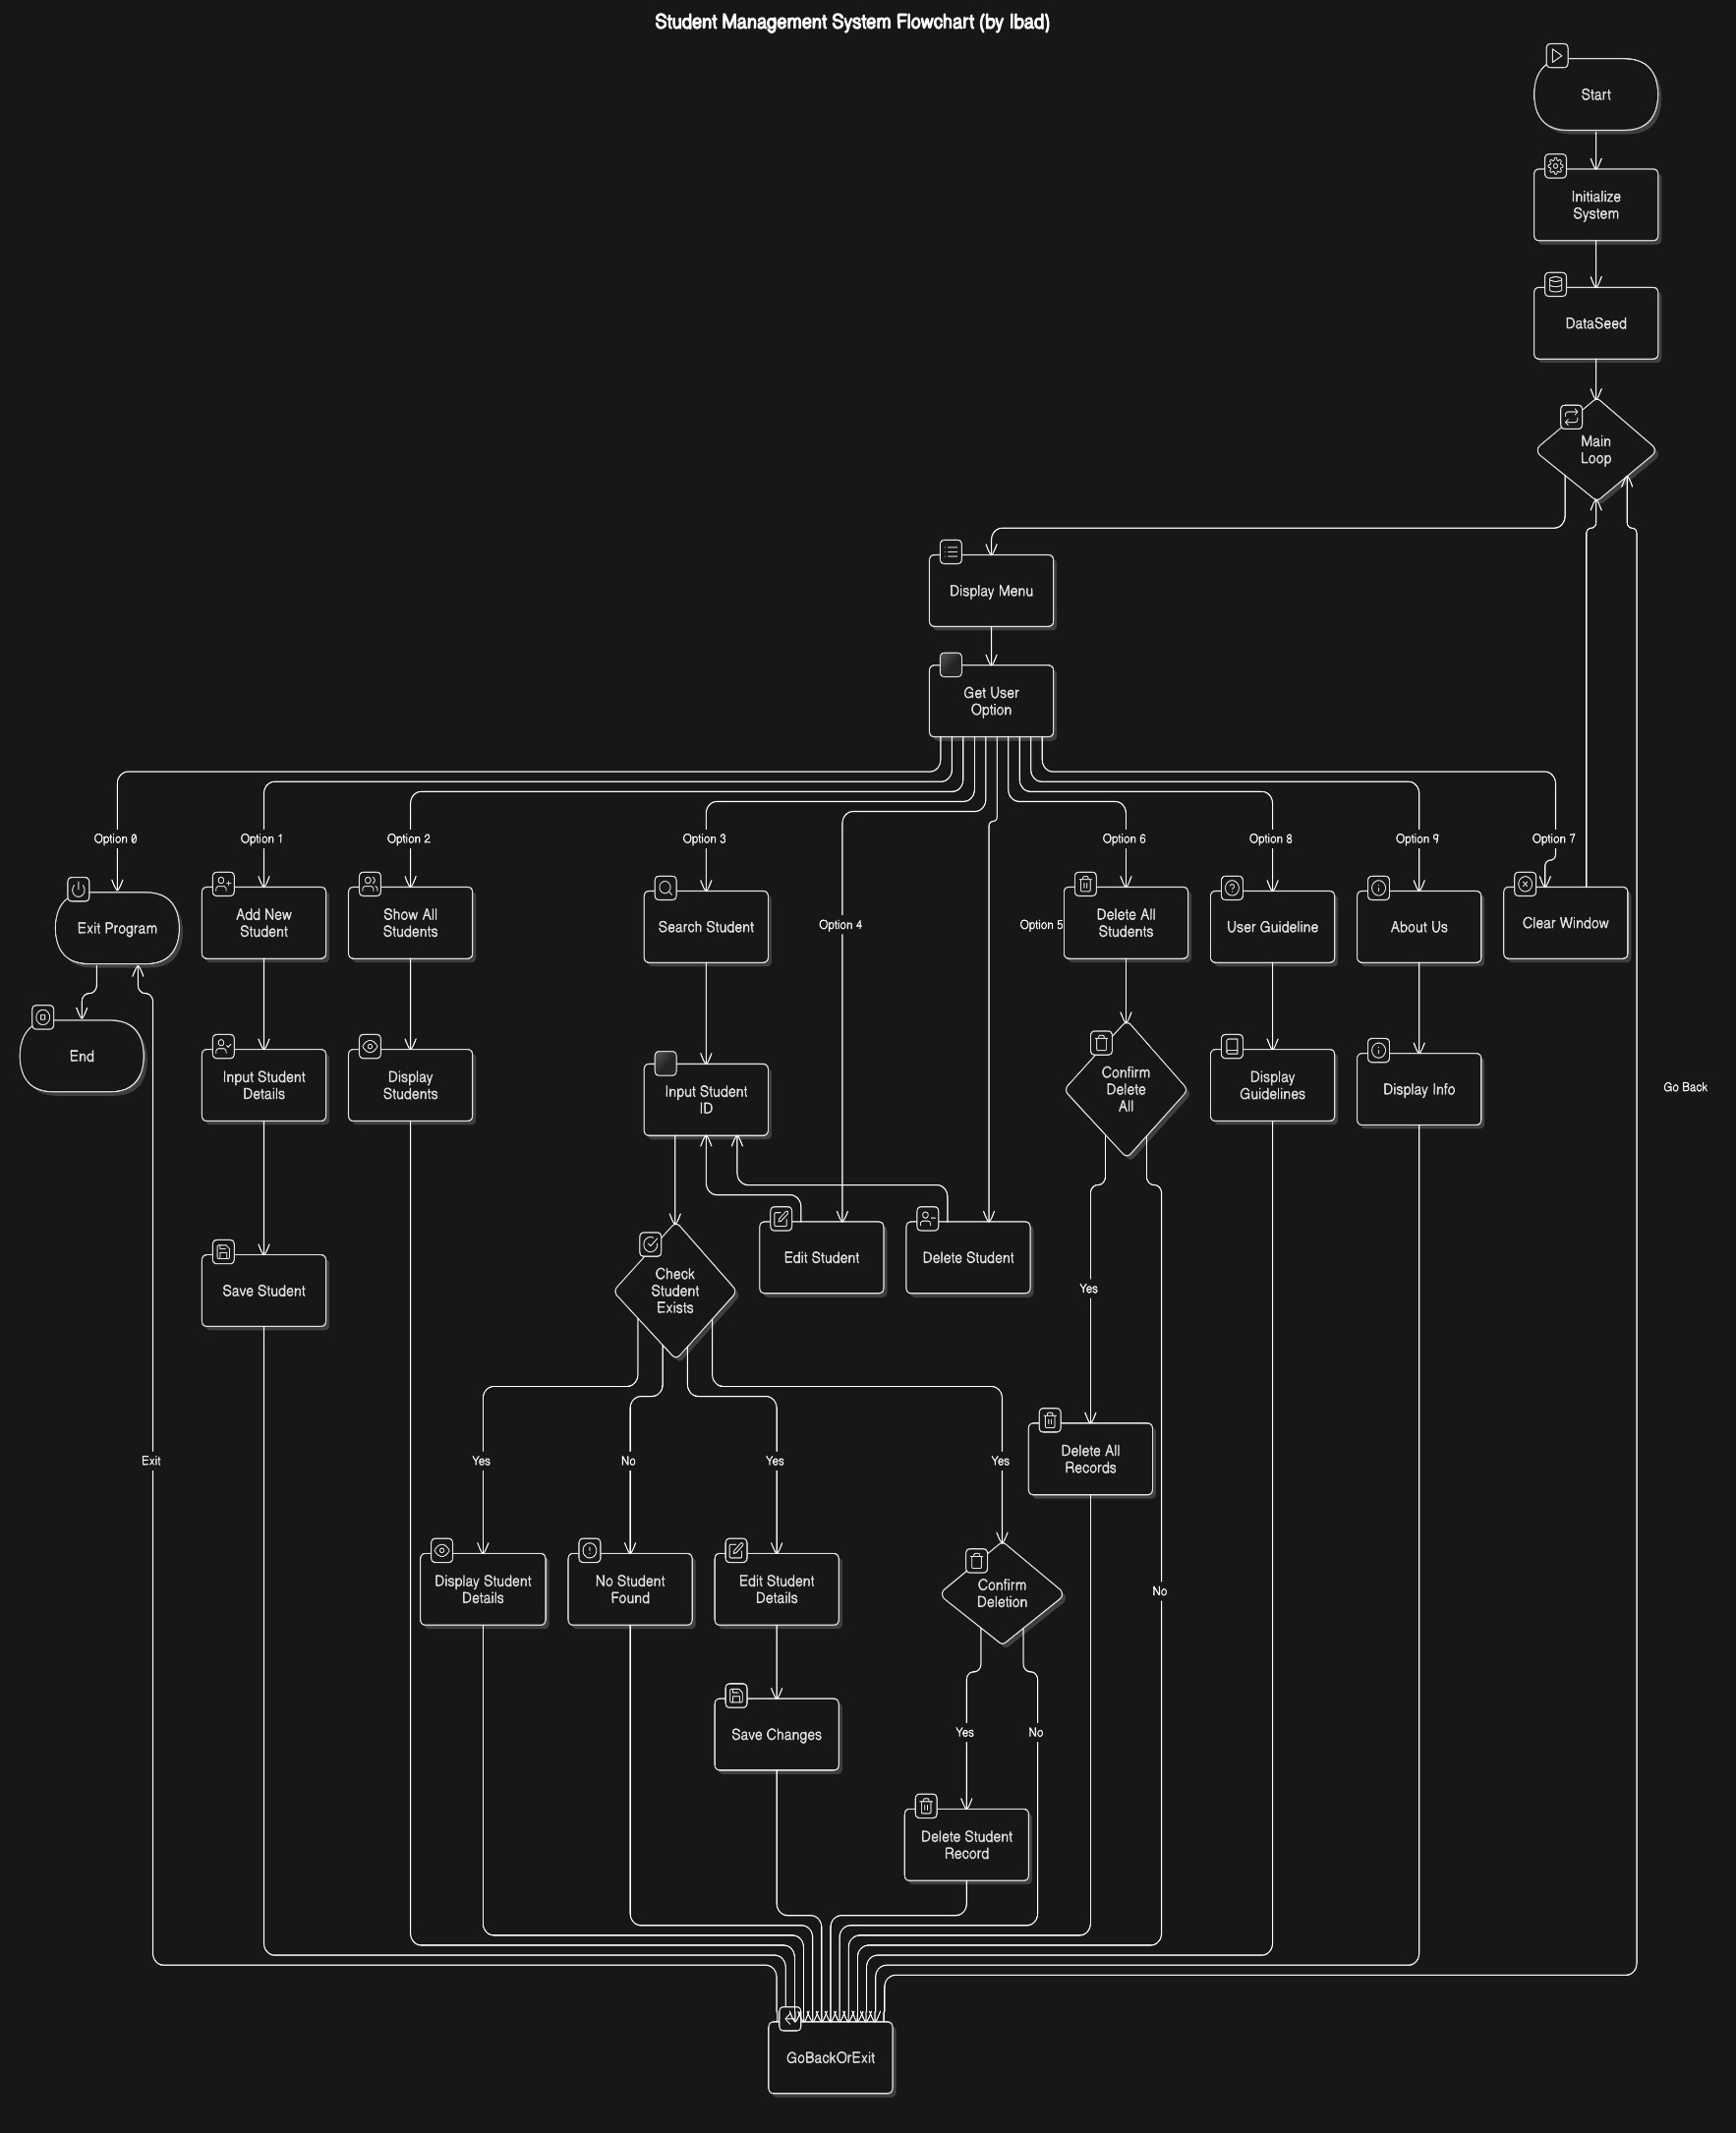 Student Management System Flowchart (by Ibad)
Start
Initialize
System
DataSeed
Main
Loop
Display Menu
Get User
Option
Option 0
Option 1
Option 2
Option 3
Option 6
Option 8
Option 9
Option 7
Exit Program
Add New
Student
Show All
Students
Search Student
Option 4
Option 5
Delete All
Students
User Guideline
About Us
Clear Window
End
Input Student
Details
Display
Students
Input Student
ID
Confirm
Delete
All
Display
Guidelines
Display Info
Go Back
Save Student
Check
Student
Exists
Edit Student
Delete Student
Yes
Exit
Yes
No
Yes
Yes
Delete All
Records
Display Student
Details
No Student
Found
Edit Student
Details
Confirm
Deletion
No
Save Changes
Yes
No
Delete Student
Record
GoBackOrExit